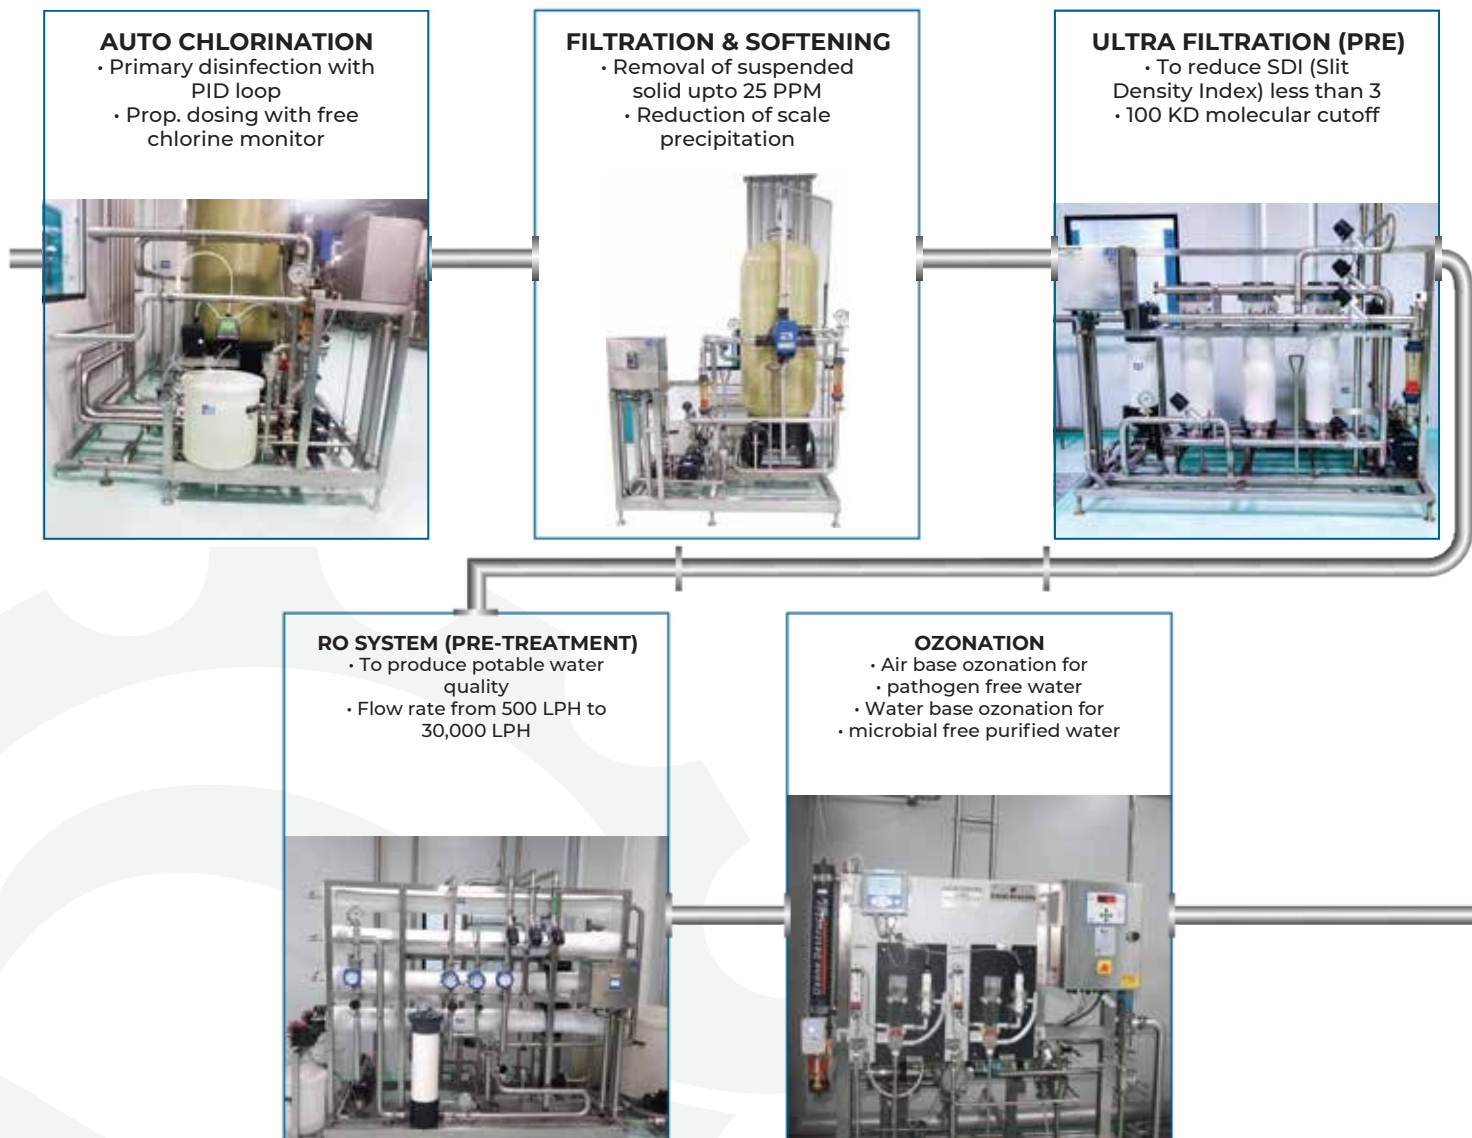 AUTO CHLORINATION
• Primary disinfection with
PID loop
• Prop. dosing with free
chlorine monitor
FILTRATION & SOFTENING
• Removal of suspended
solid upto 25 PPM
• Reduction of scale
precipitation
ULTRA FILTRATION (PRE)
• To reduce SDI (Slit
Density Index) less than 3
• 100 KD molecular cutoff
RO SYSTEM (PRE-TREATMENT)
• To produce potable water
quality
• Flow rate from 500 LPH to
30,000 LPH
OZONATION
• Air base ozonation for
• pathogen free water
• Water base ozonation for
• microbial free purified water